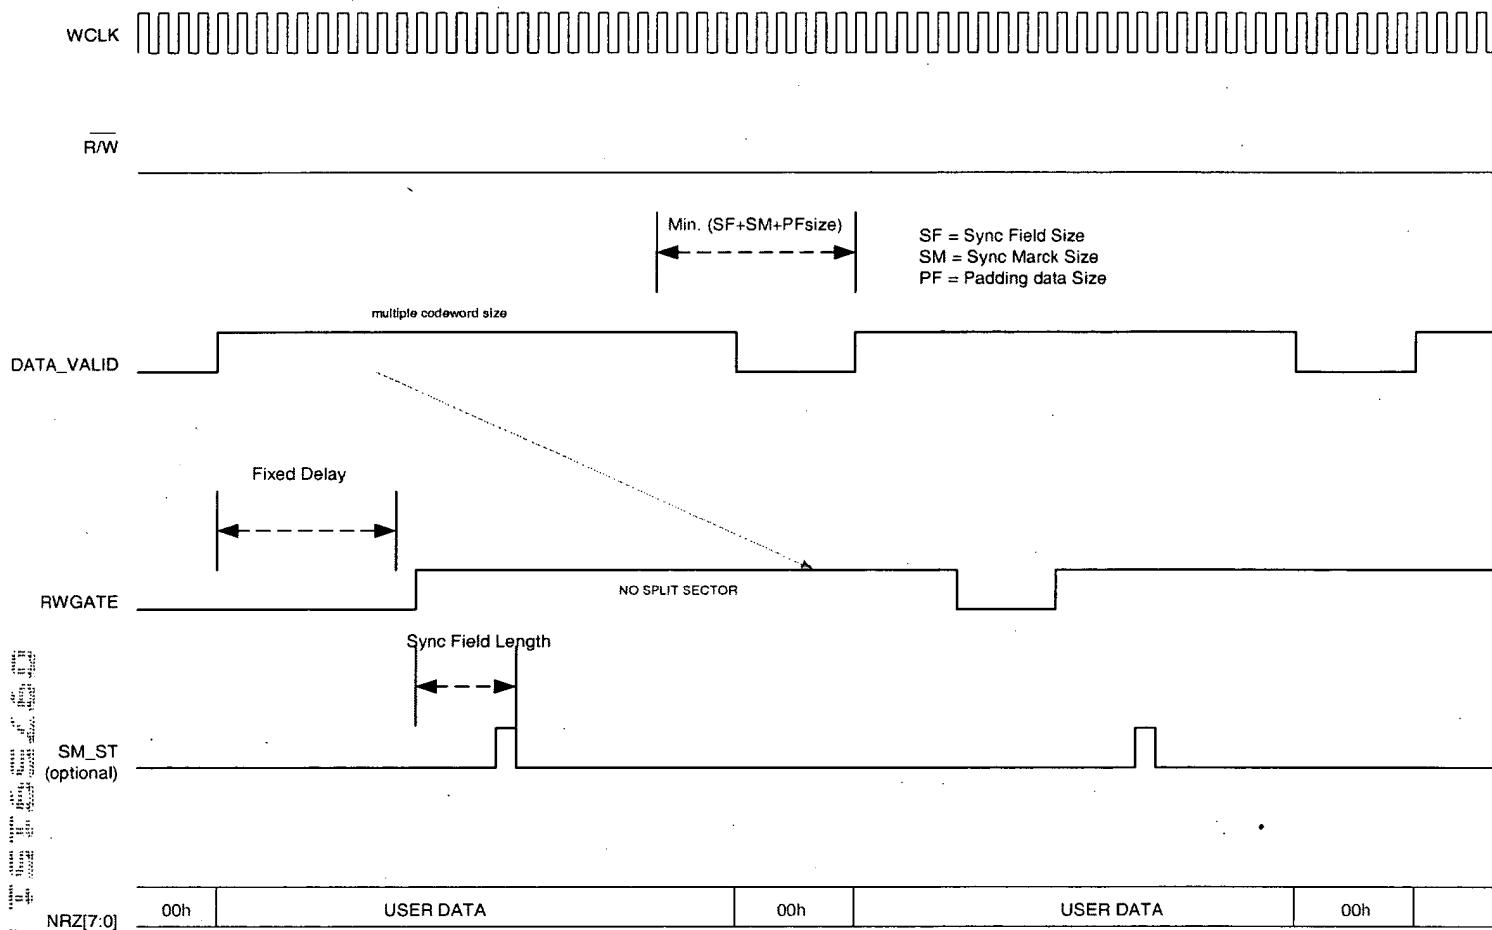 WCLK
R/W
Min. (SF+SM+PFsize)
SF = Sync Field Size
SM = Sync Marck Size
PF = Padding data Size
multiple codeword size
DATA_VALID
Fixed Delay
RWGATE
NO SPLIT SECTOR
Sync Field Length
SM_ST
(optional)
NRZ[7:0]
00h
USER DATA
00h
USER DATA
00h